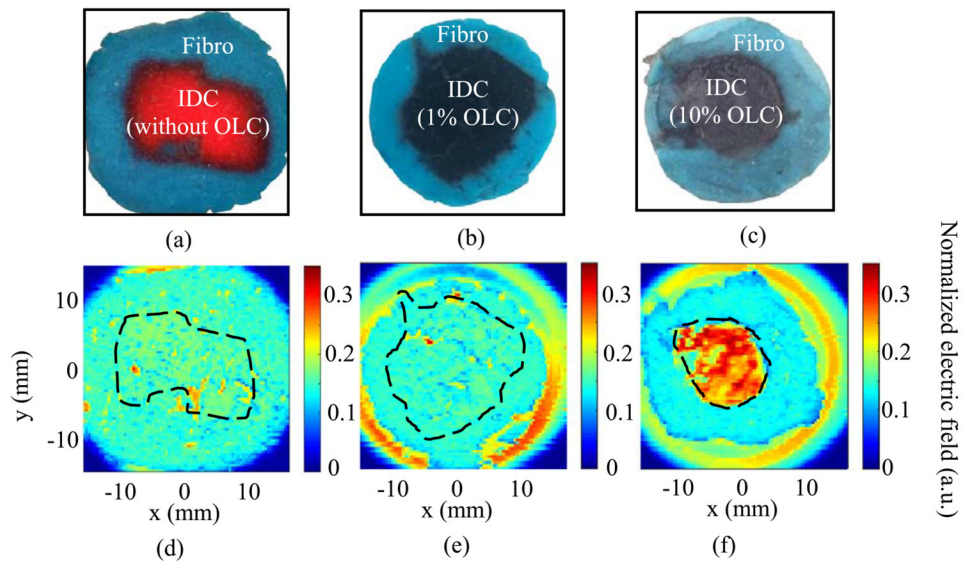 Fibro
IDC
(without OLC)
Fibro
IDC
(1% OLC)
Fibro
IDC
(10% OLC)
(a)
(b)
(c)
10
0
-10
y (mm)
-10 0 10
x (mm)
0.3
0.2
0.1
0
-10 0 10
x (mm)
0.3
0.2
0.1
0
-10 0 10
x (mm)
0.3
0.2
0.1
0
Normalized electric field (a.u.)
(d)
(e)
(f)